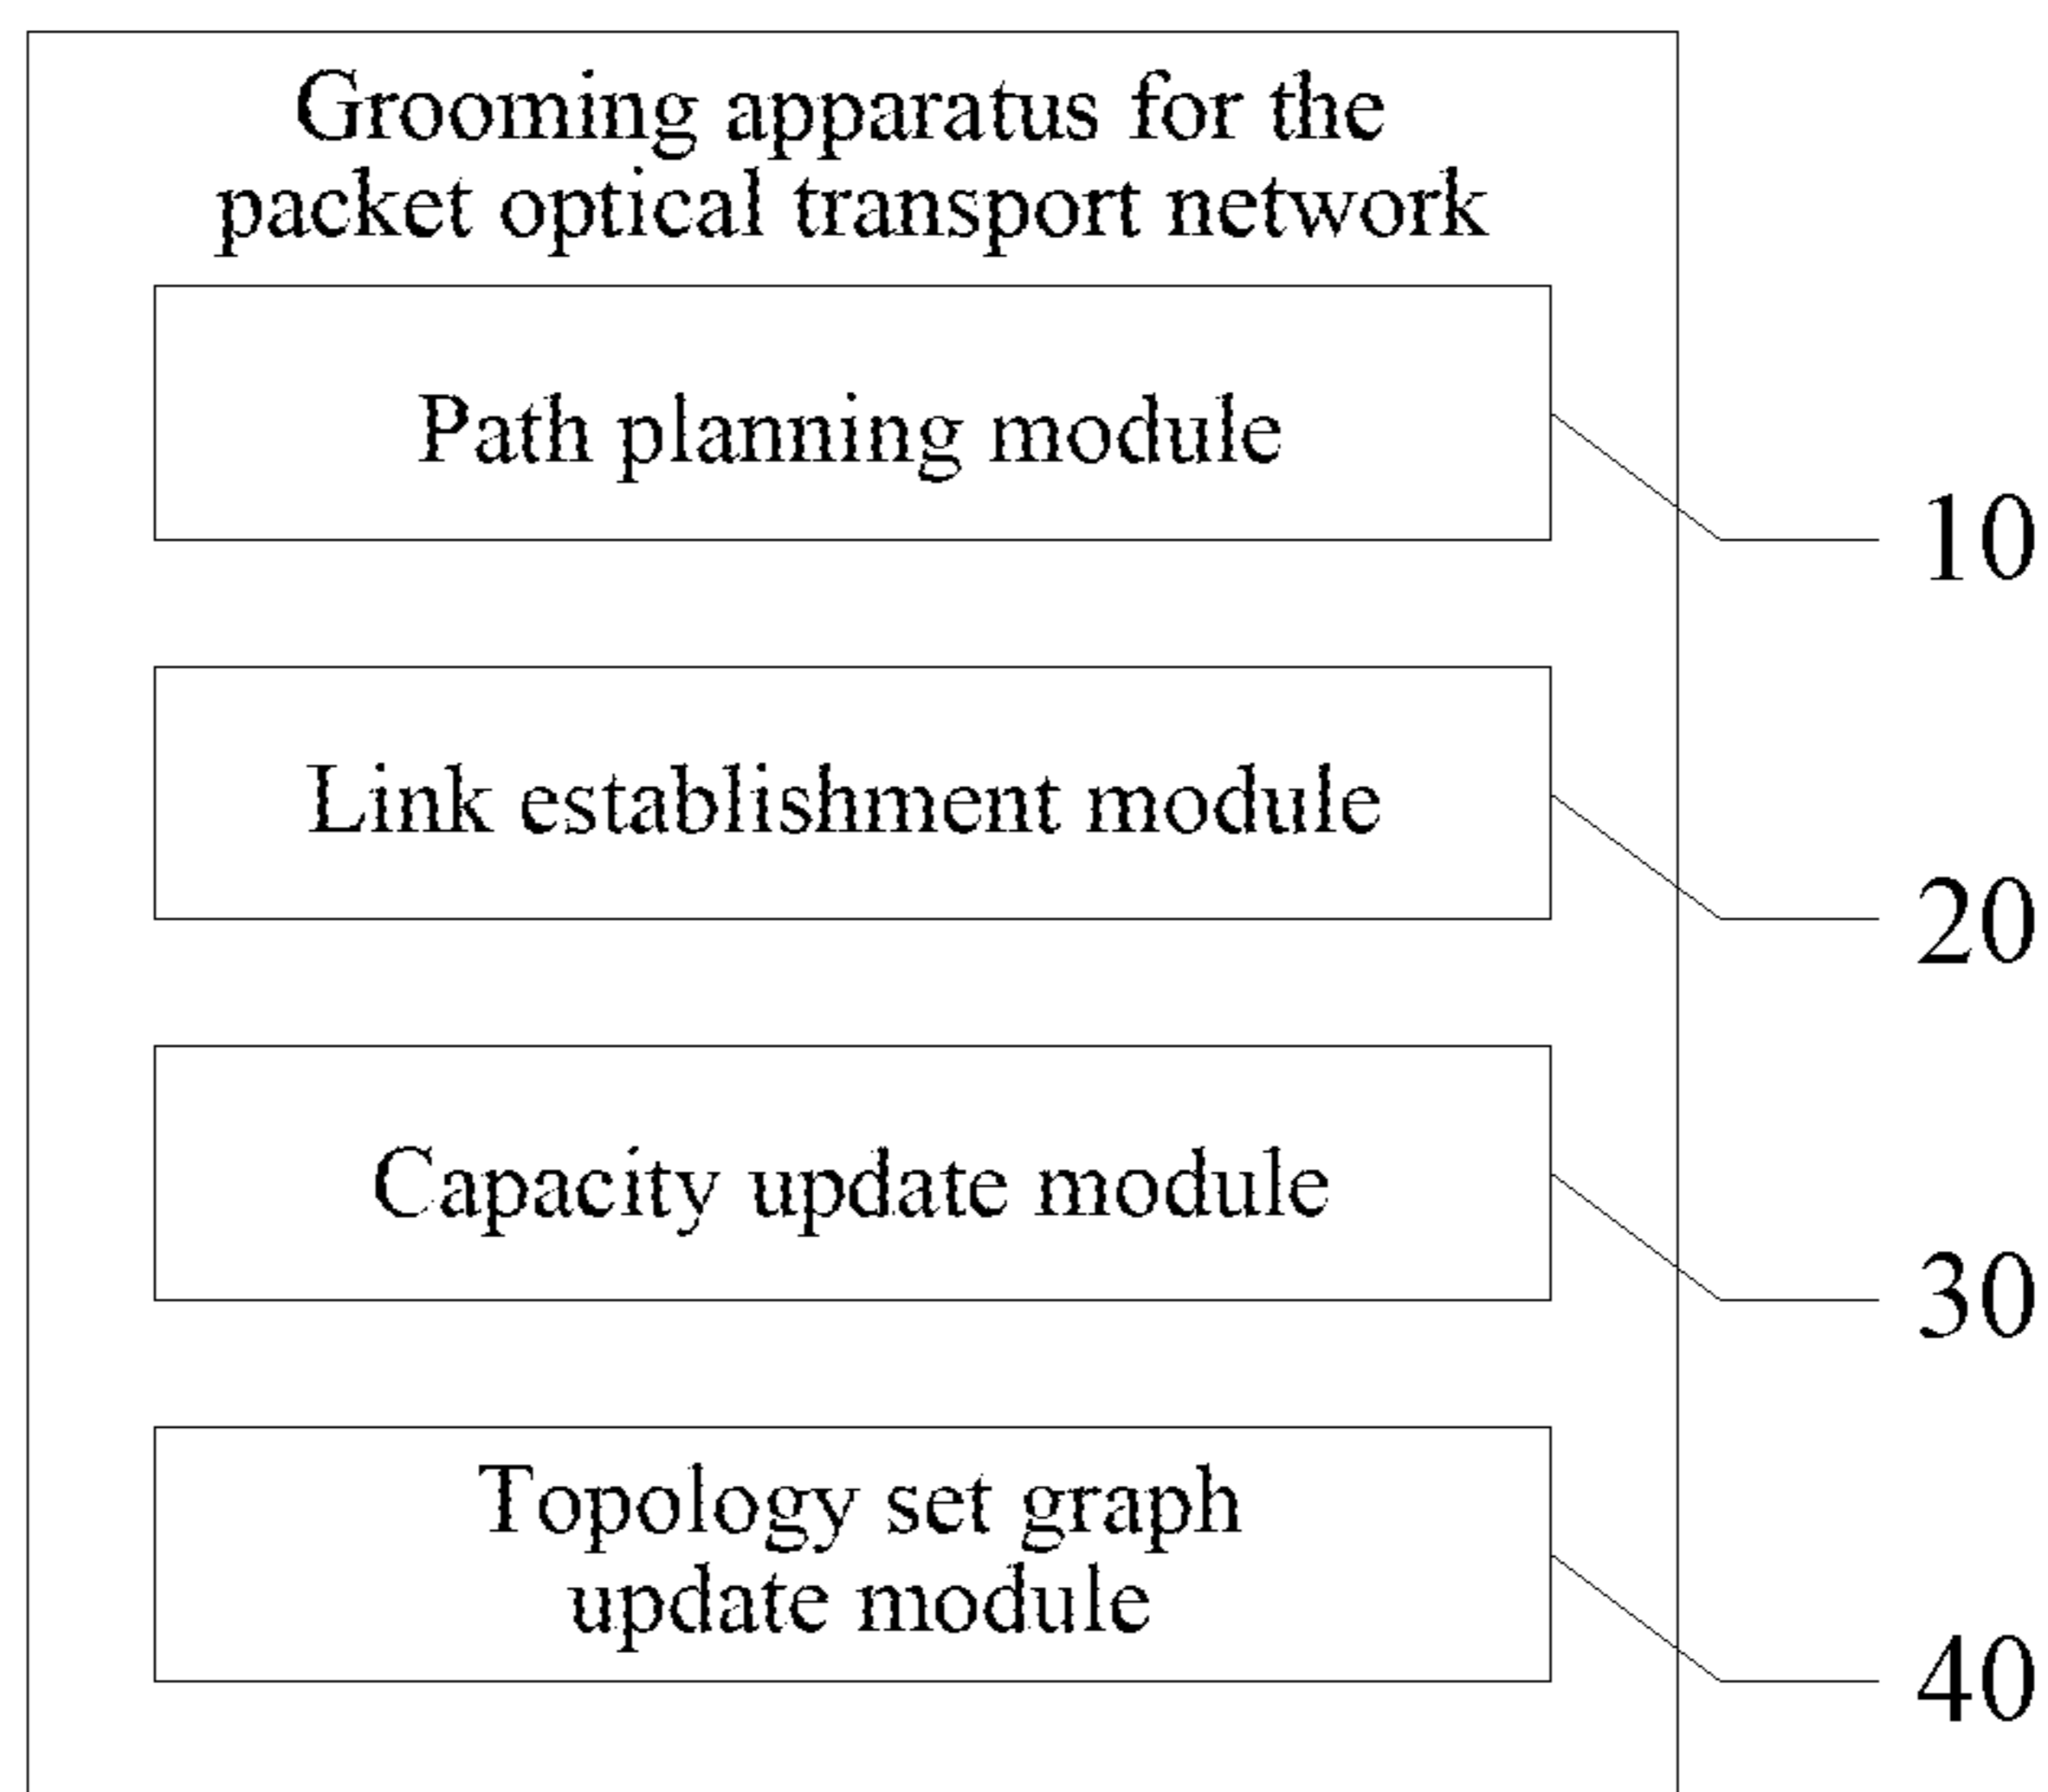 Grooming apparatus for the
packet optical transport network
Path planning module
10
Link establishment module
20
Capacity update module
30
Topology set graph
update module
40